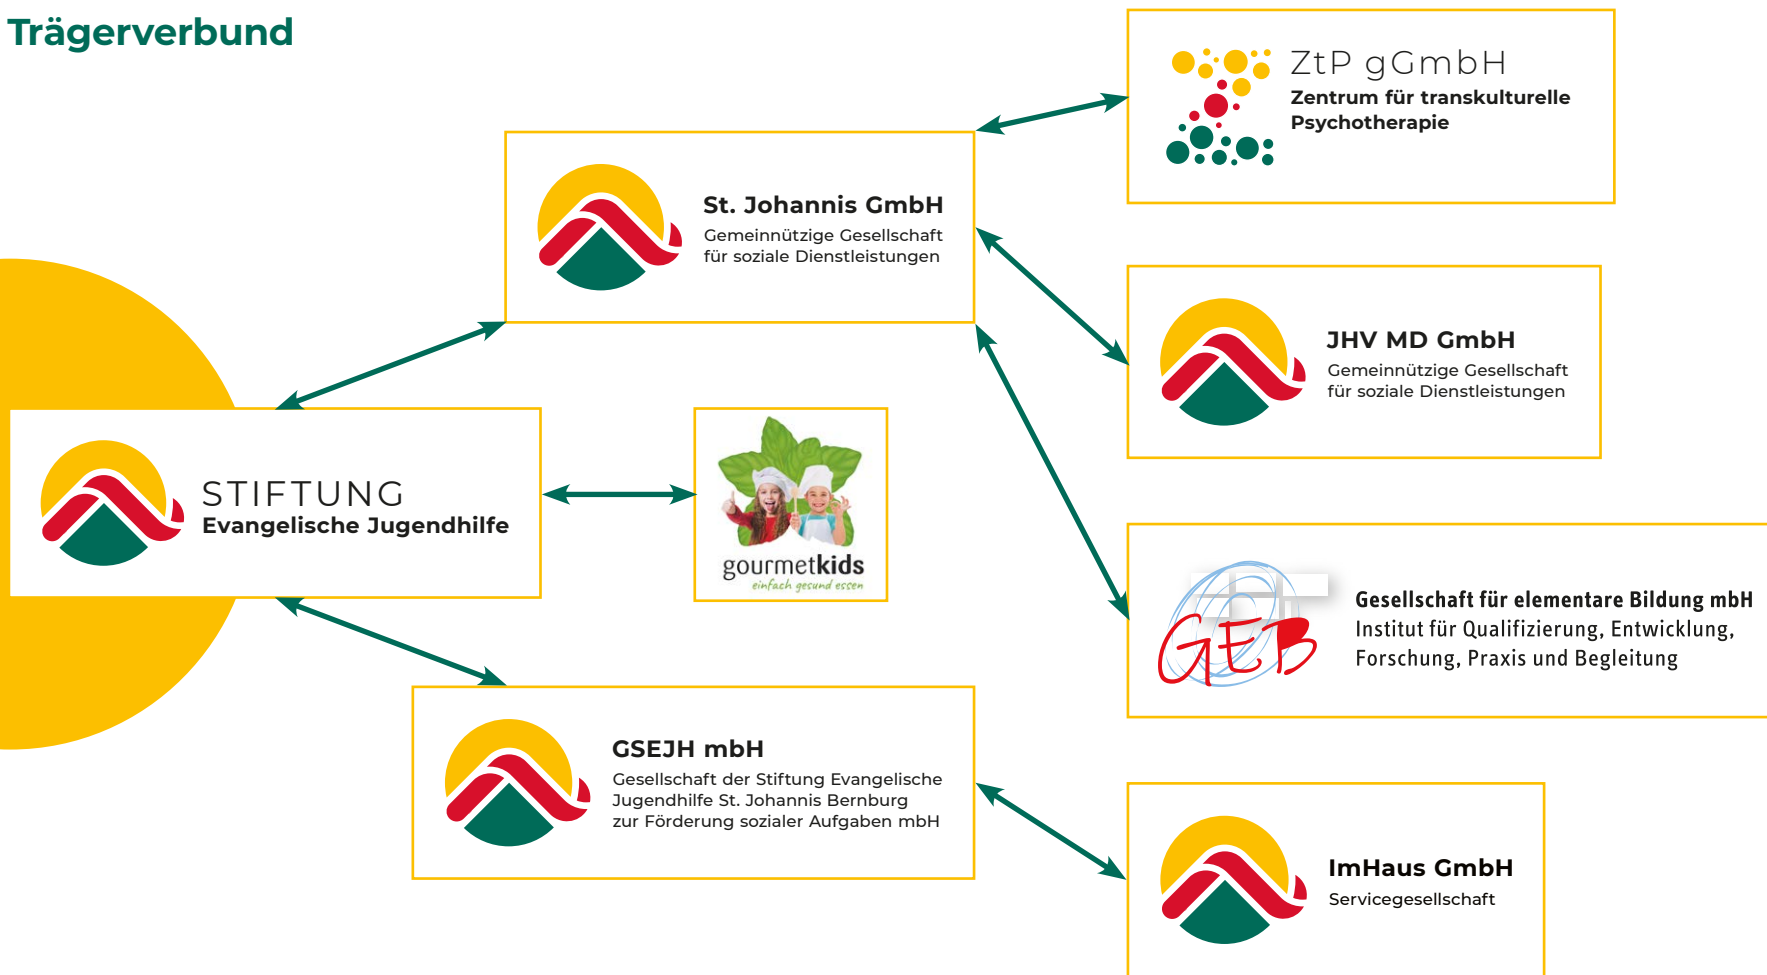 Trägerverbund
ZtP gGmbH
Zentrum für transkulturelle
Psychotherapie
St. Johannis GmbH
Gemeinnützige Gesellschaft
für soziale Dienstleistungen
JHV MD GmbH
Gemeinnützige Gesellschaft
für soziale Dienstleistungen
STIFTUNG
Evangelische Jugendhilfe
gourmetkids
einfach gesund essen
GEB
Gesellschaft für elementare Bildung mbH
Institut für Qualifizierung, Entwicklung,
Forschung, Praxis und Begleitung
GSEJH mbH
Gesellschaft der Stiftung Evangelische
Jugendhilfe St. Johannis Bernburg
zur Förderung sozialer Aufgaben mbH
ImHaus GmbH
Servicegesellschaft